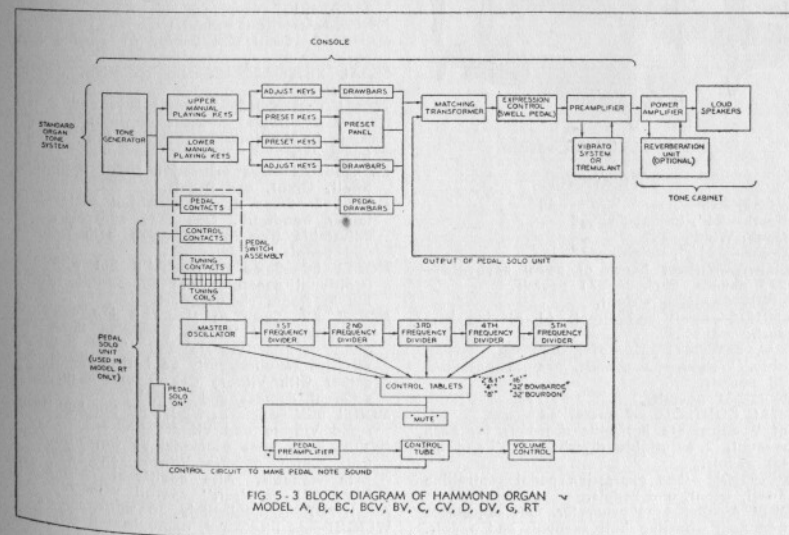 CONSOLE
STANDARD
ORGAN
TONE
SYSTEM
TONE
GENERATOR
UPPER
MANUAL
PLAYING KEYS
LOWER
MANUAL
PLAYING KEYS
ADJUST KEYS
PRESET KEYS
PRESET KEYS
ADJUST KEYS
DRAWBARS
PRESET
PANEL
DRAWBARS
MATCHING
TRANSFORMER
EXPRESSION
CONTROL
(SWELL PEDAL)
PREAMPLIFIER
VIBRATO
SYSTEM
OR
TREMULANT
POWER
AMPLIFIER
REVERBERATION
UNIT
(OPTIONAL)
LOUD
SPEAKERS
TONE CABINET
PEDAL
CONTACTS
PEDAL
DRAWBARS
CONTROL
CONTACTS
TUNING
CONTACTS
PEDAL
SWITCH
ASSEMBLY
TUNING
COILS
OUTPUT OF PEDAL SOLO UNIT
PEDAL
SOLO
UNIT
(USED IN
MODEL RT
ONLY)
MASTER
OSCILLATOR
1ST
FREQUENCY
DIVIDER
2ND
FREQUENCY
DIVIDER
3RD
FREQUENCY
DIVIDER
4TH
FREQUENCY
DIVIDER
5TH
FREQUENCY
DIVIDER
CONTROL TABLETS
"2'&1'" "16'"
"4'" "32' BOMBARDE"
"8'" "32' BOURDON"
"PEDAL
SOLO
ON"
"MUTE"
PEDAL
PREAMPLIFIER
CONTROL
TUBE
VOLUME
CONTROL
CONTROL CIRCUIT TO MAKE PEDAL NOTE SOUND
FIG 5-3 BLOCK DIAGRAM OF HAMMOND ORGAN ~
MODEL A, B, BC, BCV, BV, C, CV, D, DV, G, RT